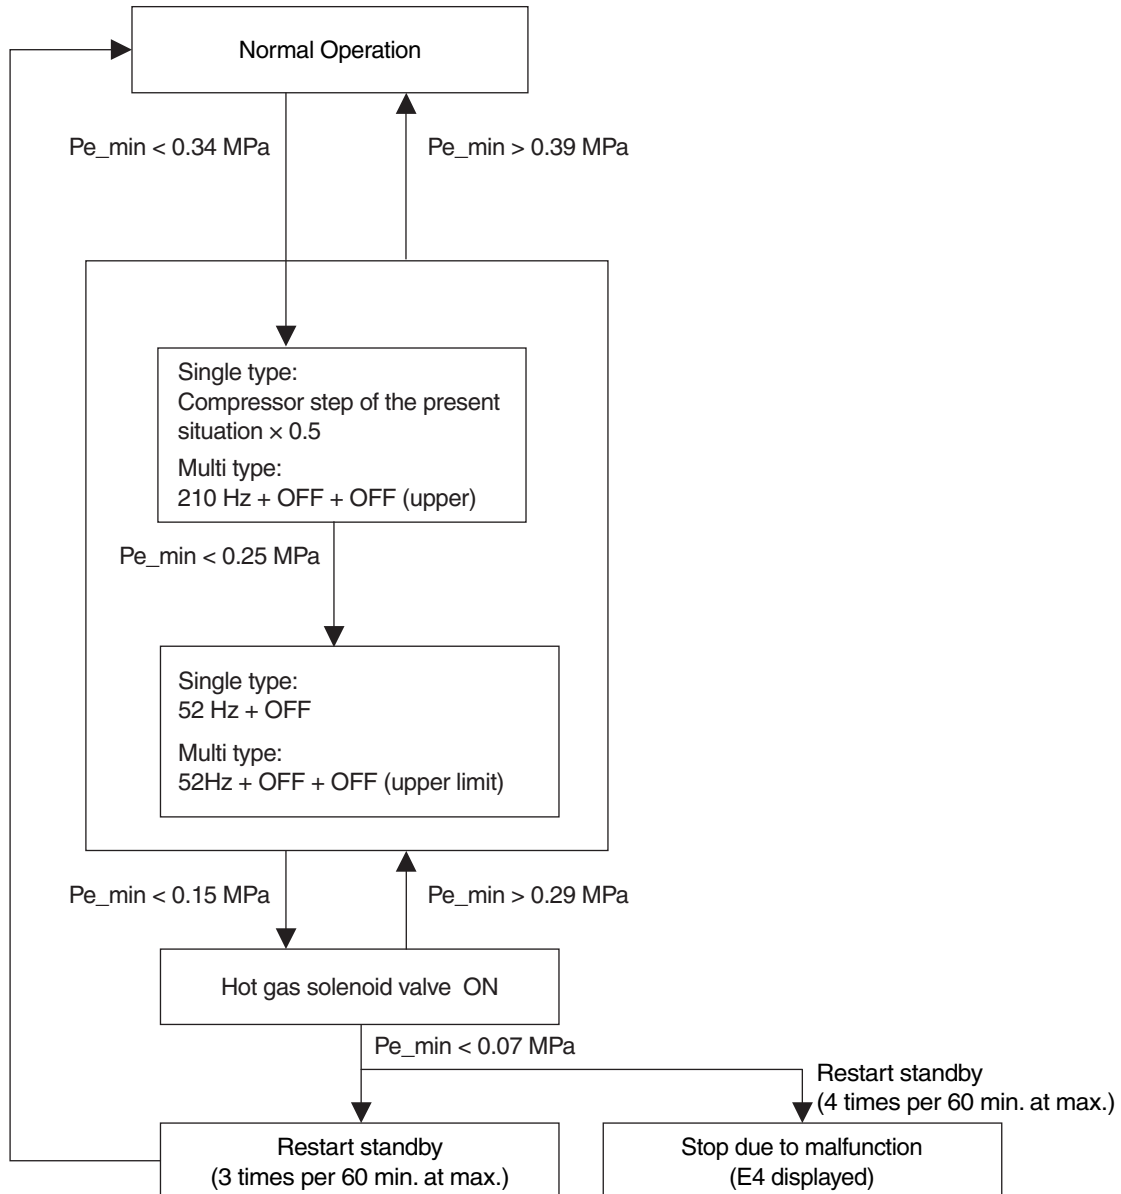 Normal Operation
Pe_min < 0.34 MPa
Pe_min > 0.39 MPa
Single type:
Compressor step of the present
situation × 0.5
Multi type:
210 Hz + OFF + OFF (upper)
Pe_min < 0.25 MPa
Single type:
52 Hz + OFF
Multi type:
52Hz + OFF + OFF (upper limit)
Pe_min < 0.15 MPa
Pe_min > 0.29 MPa
Hot gas solenoid valve ON
Pe_min < 0.07 MPa
Restart standby
(4 times per 60 min. at max.)
Restart standby
(3 times per 60 min. at max.)
Stop due to malfunction
(E4 displayed)